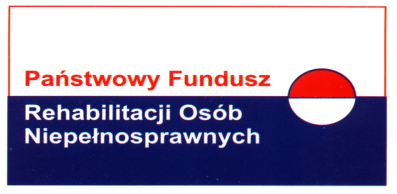 Państwowy Fundusz
Rehabilitacji Osób
Niepełnosprawnych